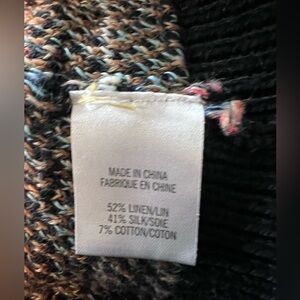 MADE IN CHINA
FABRIQUE EN CHINE
52% LINEN/LIN
41% SILK/SOIE
7% COTTON/COTON